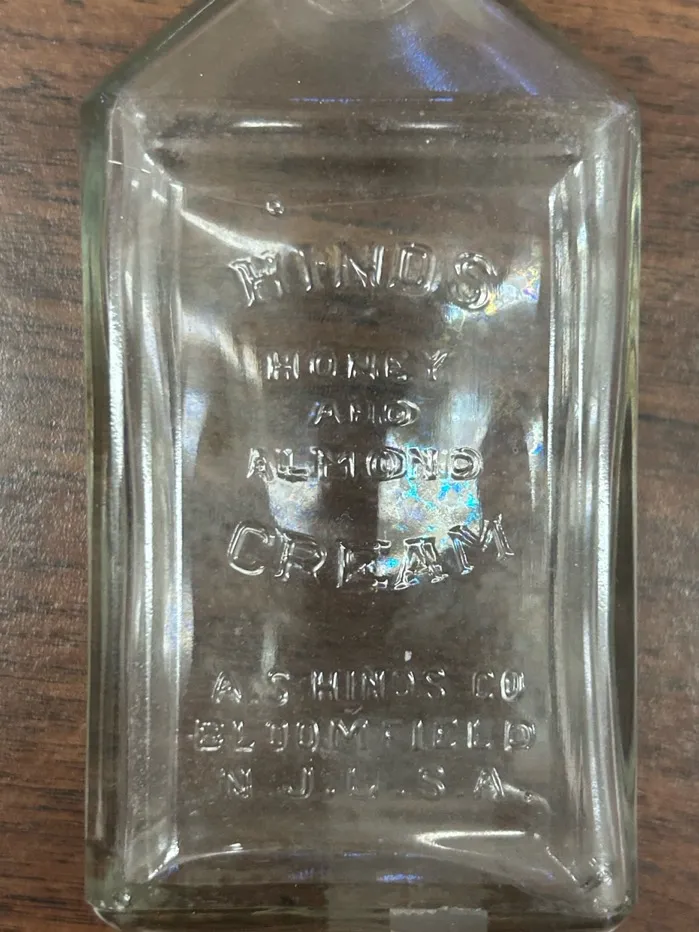 HINDS
HONEY
AND
ALMOND
CREAM
A.S. HINDS CO
BLOOMFIELD
N.J.U.S.A.